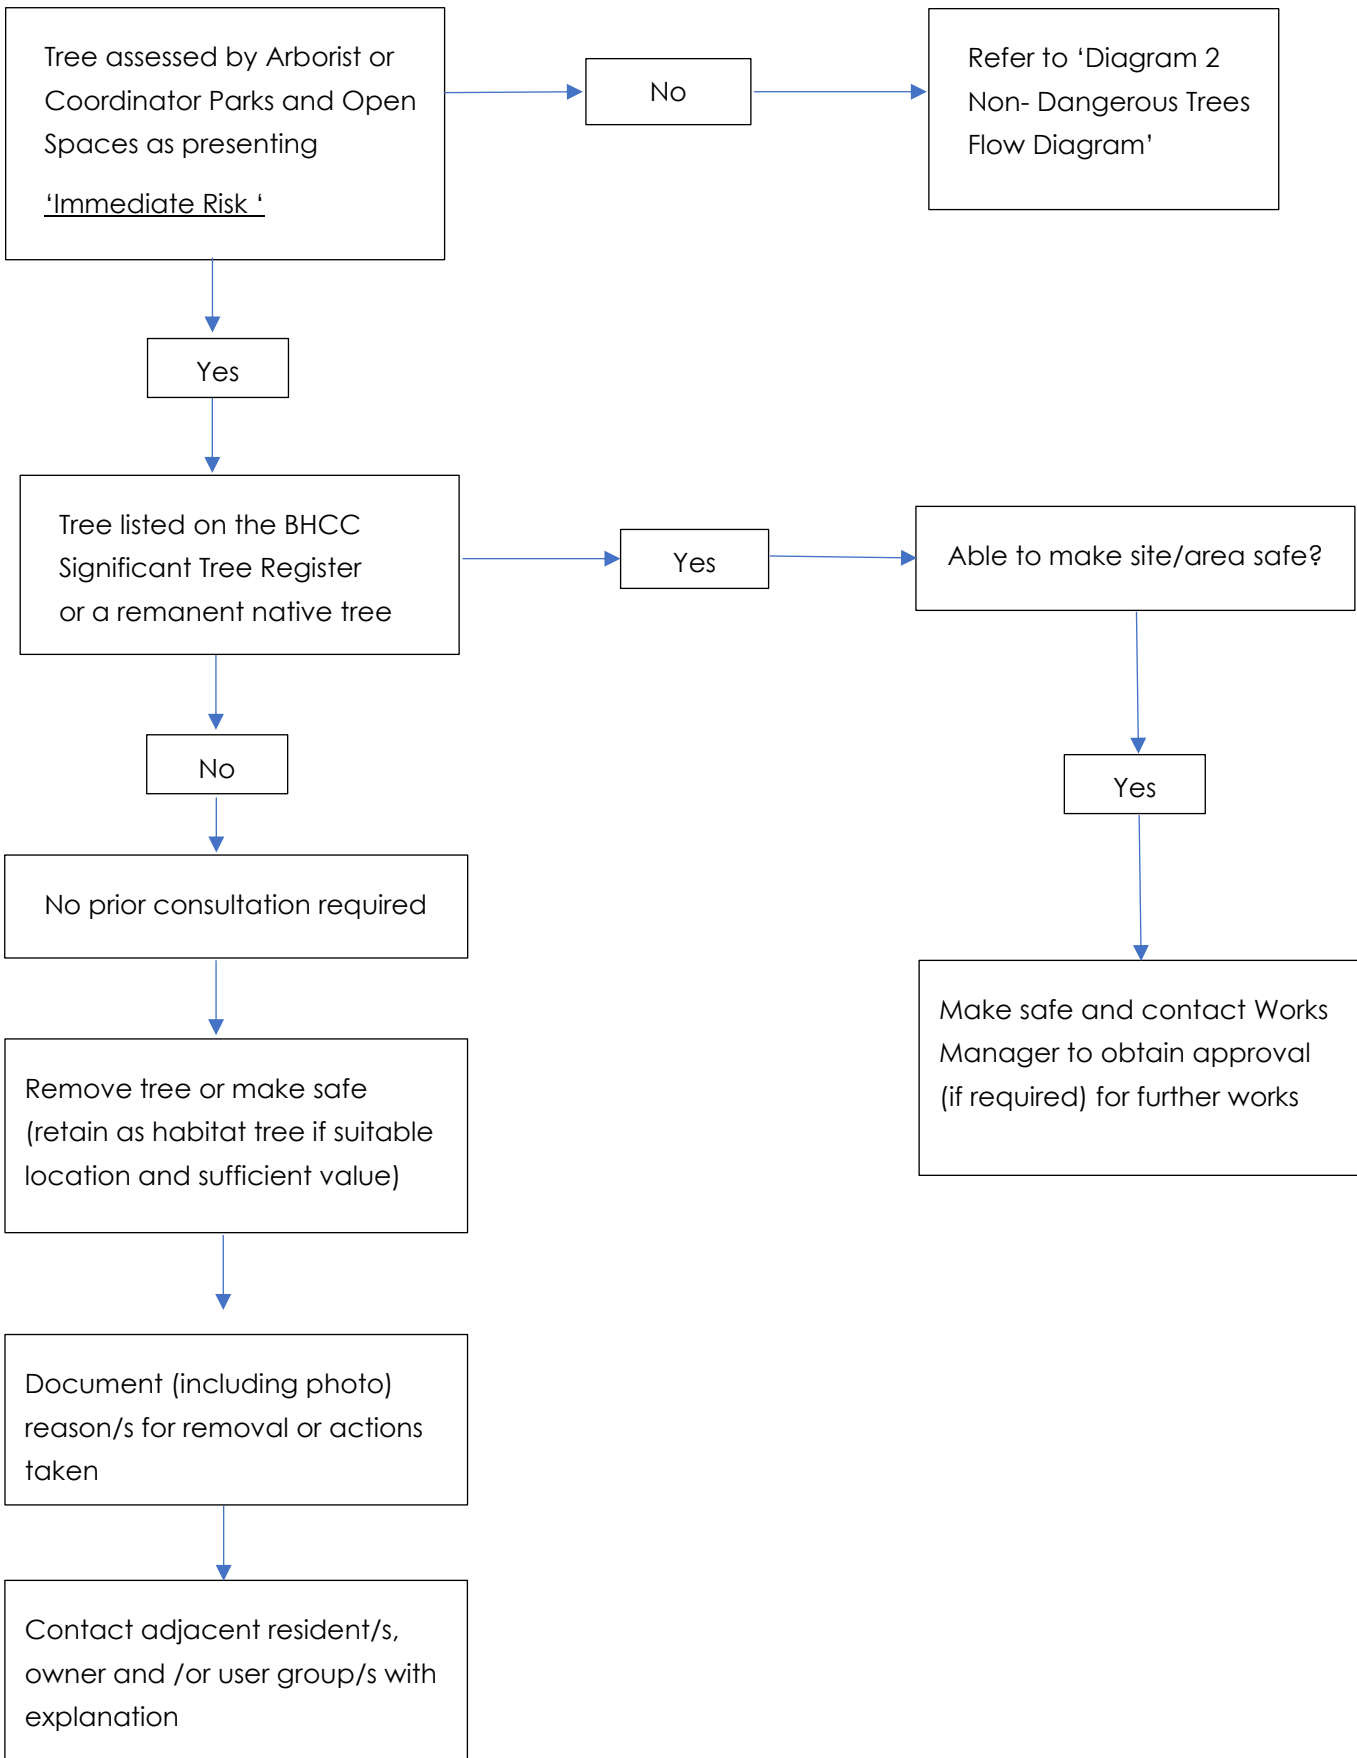 Tree assessed by Arborist or
Coordinator Parks and Open
Spaces as presenting
‘Immediate Risk ‘
No
Refer to ‘Diagram 2
Non- Dangerous Trees
Flow Diagram’
Yes
Tree listed on the BHCC
Significant Tree Register
or a remanent native tree
Yes
Able to make site/area safe?
No
Yes
No prior consultation required
Make safe and contact Works
Manager to obtain approval
(if required) for further works
Remove tree or make safe
(retain as habitat tree if suitable
location and sufficient value)
Document (including photo)
reason/s for removal or actions
taken
Contact adjacent resident/s,
owner and /or user group/s with
explanation